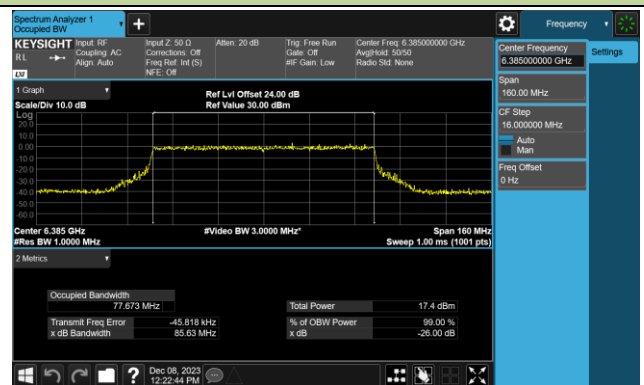 Spectrum Analyzer 1
Occupied BW
Frequency
KEYSIGHT
Input: RF
Input Z: 50 Ω
Atten: 20 dB
Trig: Free Run
Center Freq: 6.385000000 GHz
R L
Coupling: AC
Corrections: Off
Gate: Off
Avg|Hold: 50/50
Align: Auto
Freq Ref: Int (S)
#IF Gain: Low
Radio Std: None
NFE: Off
Center Frequency
6.385000000 GHz
Settings
Span
160.00 MHz
CF Step
16.000000 MHz
Auto
Man
Freq Offset
0 Hz
1 Graph
Ref Lvl Offset 24.00 dB
Scale/Div 10.0 dB
Ref Value 30.00 dBm
Log
20.0
10.0
0.00
-10.0
-20.0
-30.0
-40.0
-50.0
-60.0
Center 6.385 GHz
#Video BW 3.0000 MHz*
Span 160 MHz
#Res BW 1.0000 MHz
Sweep 1.00 ms (1001 pts)
2 Metrics
Occupied Bandwidth
77.673 MHz
Total Power
17.4 dBm
Transmit Freq Error
-45.818 kHz
% of OBW Power
99.00 %
x dB Bandwidth
85.63 MHz
x dB
-26.00 dB
?
Dec 08, 2023
12:22:44 PM